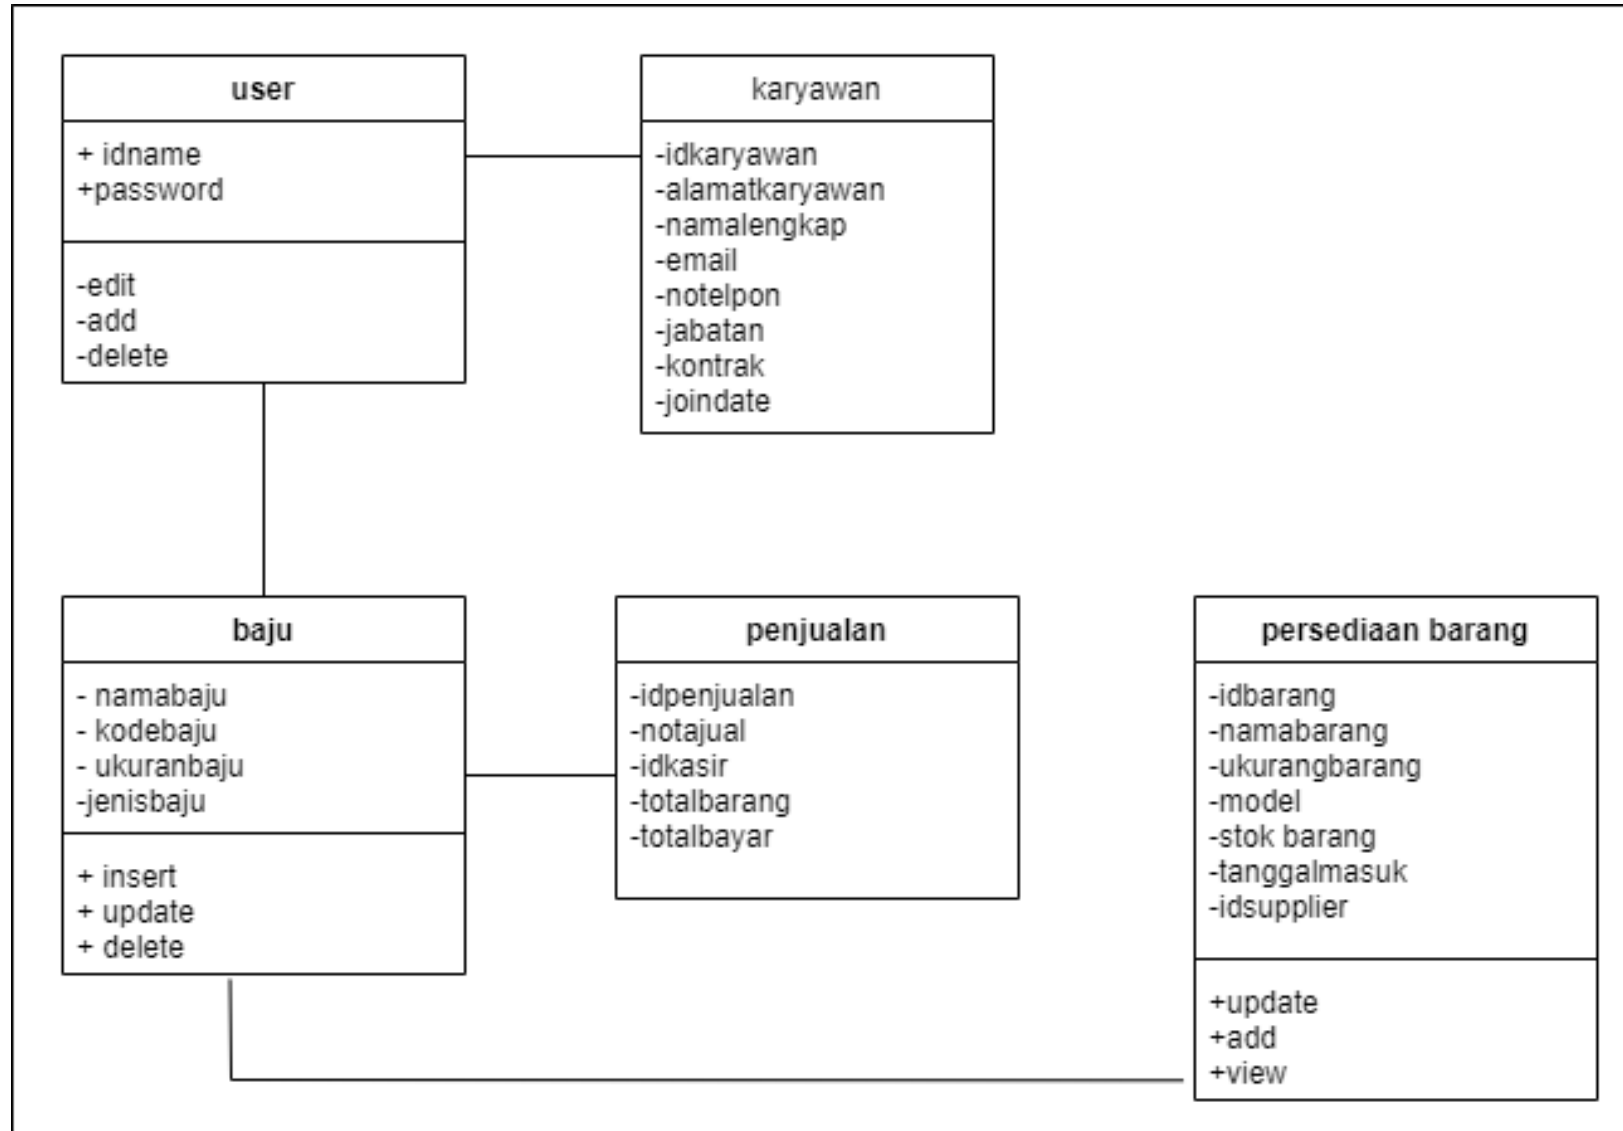 user
+ idname
+password
-edit
-add
-delete
karyawan
-idkaryawan
-alamatkaryawan
-namalengkap
-email
-notelpon
-jabatan
-kontrak
-joindate
baju
- namabaju
- kodebaju
- ukuranbaju
-jenisbaju
+ insert
+ update
+ delete
penjualan
-idpenjualan
-notajual
-idkasir
-totalbarang
-totalbayar
persediaan barang
-idbarang
-namabarang
-ukurangbarang
-model
-stok barang
-tanggalmasuk
-idsupplier
+update
+add
+view